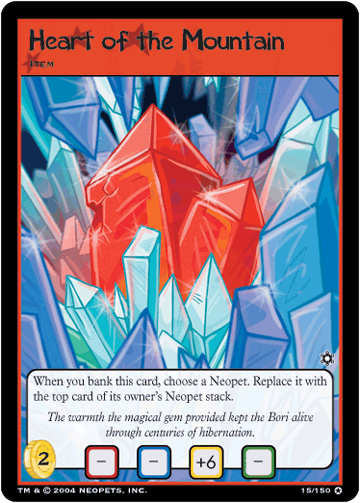 Heart of the Mountain
ITEM
When you bank this card, choose a Neopet. Replace it with
the top card of its owner's Neopet stack.
The warmth the magical gem provided kept the Bori alive
through centuries of hibernation.
2 – – +6 –
TM & © 2004 NEOPETS, INC. 15/150